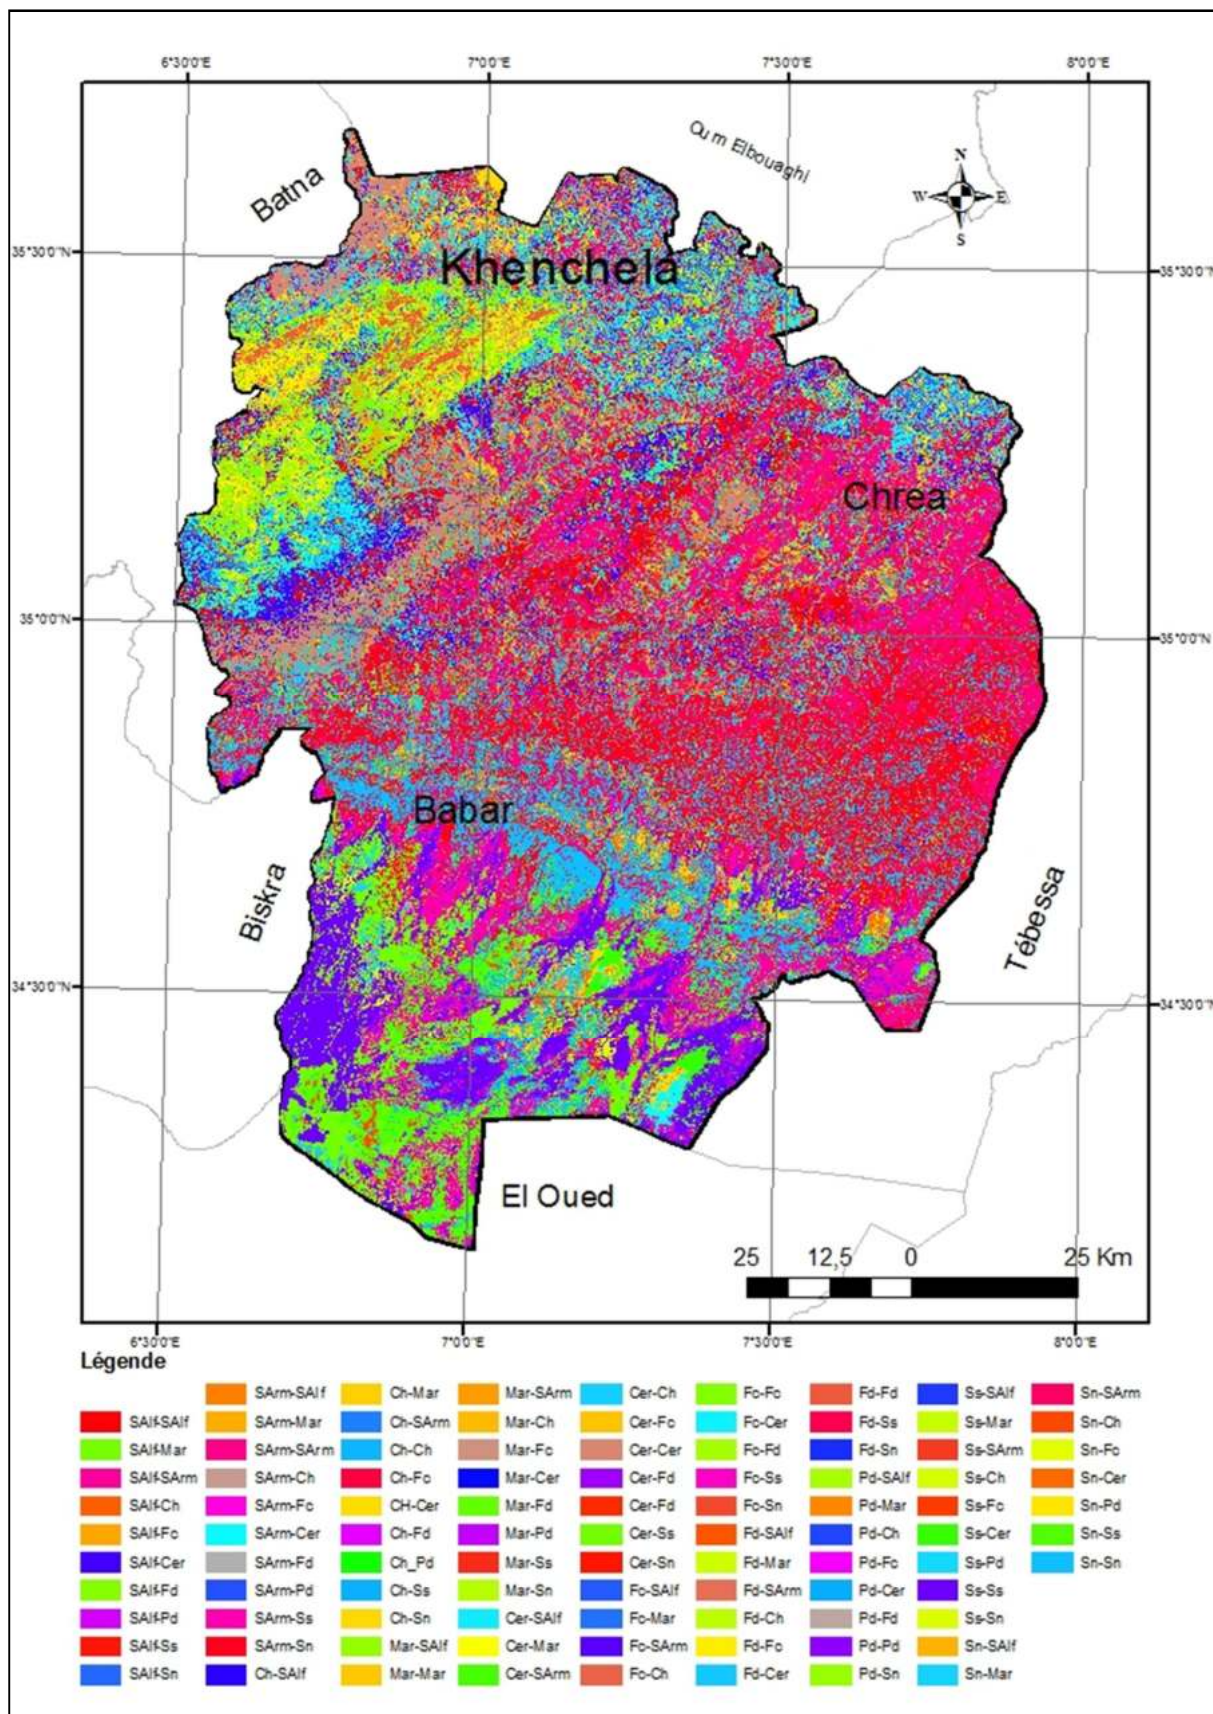 6°30'0"E 7°0'0"E 7°30'0"E 8°0'0"E
Oum Elbouaghi
N
Batna
W E
S
35°30'0"N
Khenchela
35°30'0"N
Chrea
35°0'0"N
35°0'0"N
Babar
Biskra
Tébessa
34°30'0"N
34°30'0"N
El Oued
25 12,5 0 25 Km
6°30'0"E 7°0'0"E 7°30'0"E 8°0'0"E
Légende
SArm-SAlf Ch-Mar Mar-SArm Cer-Ch Fc-Fc Fd-Fd Ss-SAlf Sn-SArm
SAlf-SAlf SArm-Mar Ch-SArm Mar-Ch Cer-Fc Fc-Cer Fd-Ss Ss-Mar Sn-Ch
SAlf-Mar SArm-SArm Ch-Ch Mar-Fc Cer-Cer Fc-Fd Fd-Sn Ss-SArm Sn-Fc
SAlf-SArm SArm-Ch Ch-Fc Mar-Cer Cer-Fd Fc-Ss Pd-SAlf Ss-Ch Sn-Cer
SAlf-Ch SArm-Fc CH-Cer Mar-Fd Cer-Fd Fc-Sn Pd-Mar Ss-Fc Sn-Pd
SAlf-Fc SArm-Cer Ch-Fd Mar-Pd Cer-Ss Fd-SAlf Pd-Ch Ss-Cer Sn-Ss
SAlf-Cer SArm-Fd Ch_Pd Mar-Ss Cer-Sn Fd-Mar Pd-Fc Ss-Pd Sn-Sn
SAlf-Fd SArm-Pd Ch-Ss Mar-Sn Fc-SAlf Fd-SArm Pd-Cer Ss-Ss
SAlf-Pd SArm-Ss Ch-Sn Cer-SAlf Fc-Mar Fd-Ch Pd-Fd Ss-Sn
SAlf-Ss SArm-Sn Mar-SAlf Cer-Mar Fc-SArm Fd-Fc Pd-Pd Sn-SAlf
SAlf-Sn Ch-SAlf Mar-Mar Cer-SArm Fc-Ch Fd-Cer Pd-Sn Sn-Mar